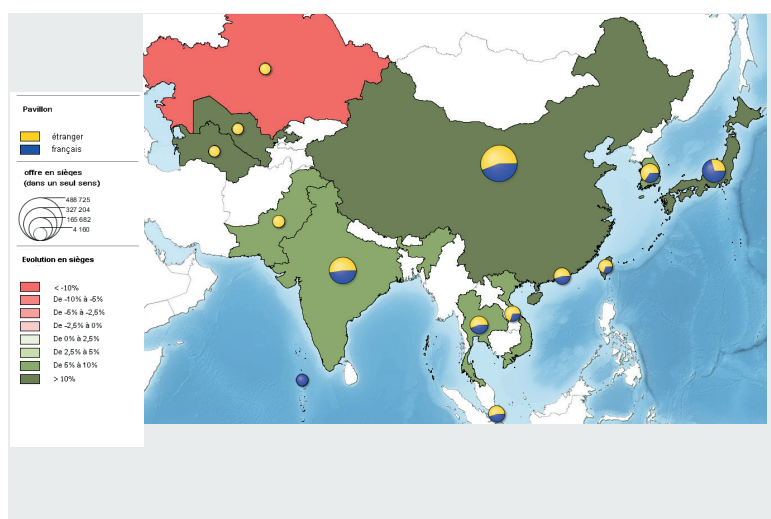 Pavillon
étranger
français
offre en sièges
(dans un seul sens)
488 725
327 204
165 682
4 160
Evolution en sièges
< -10%
De -10% à -5%
De -5% à -2,5%
De -2,5% à 0%
De 0% à 2,5%
De 2,5% à 5%
De 5% à 10%
> 10%